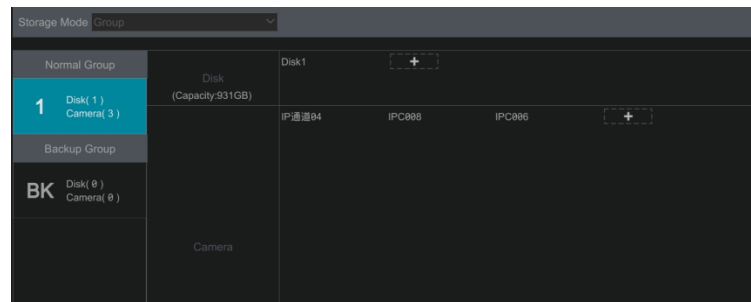 Storage Mode Group
Normal Group
1
Disk( 1 )
Camera( 3 )
Backup Group
BK
Disk( 0 )
Camera( 0 )
Disk
(Capacity:931GB)
Disk1
+
IP通道04 IPC008 IPC006 +
Camera